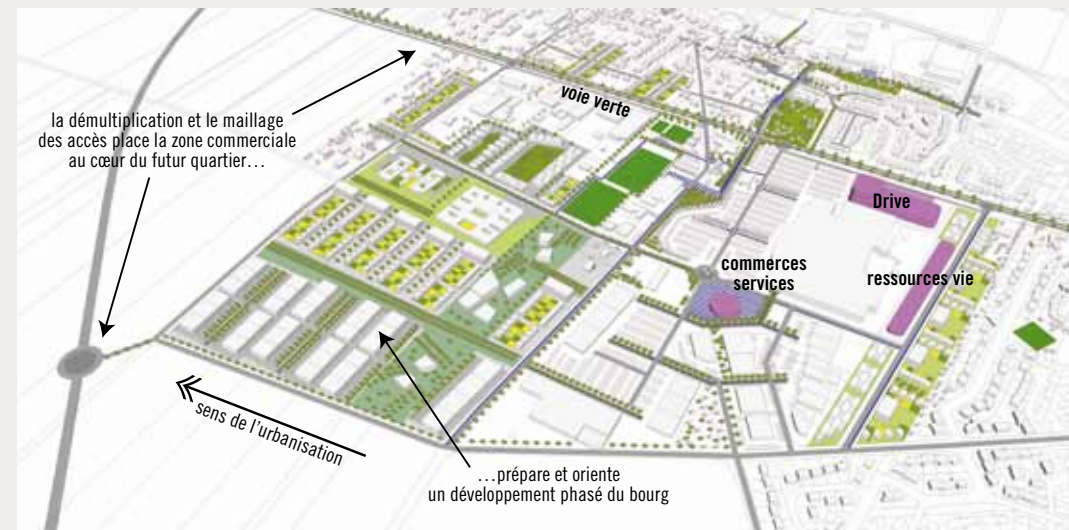 la démultiplication et le maillage
des accès place la zone commerciale
au cœur du futur quartier…
voie verte
Drive
commerces
services
ressources vie
sens de l'urbanisation
…prépare et oriente
un développement phasé du bourg